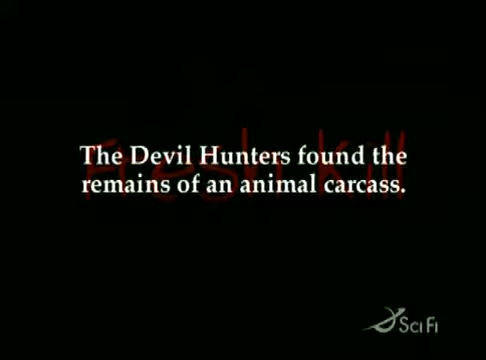 Fresh Kill
The Devil Hunters found the
remains of an animal carcass.
SciFi